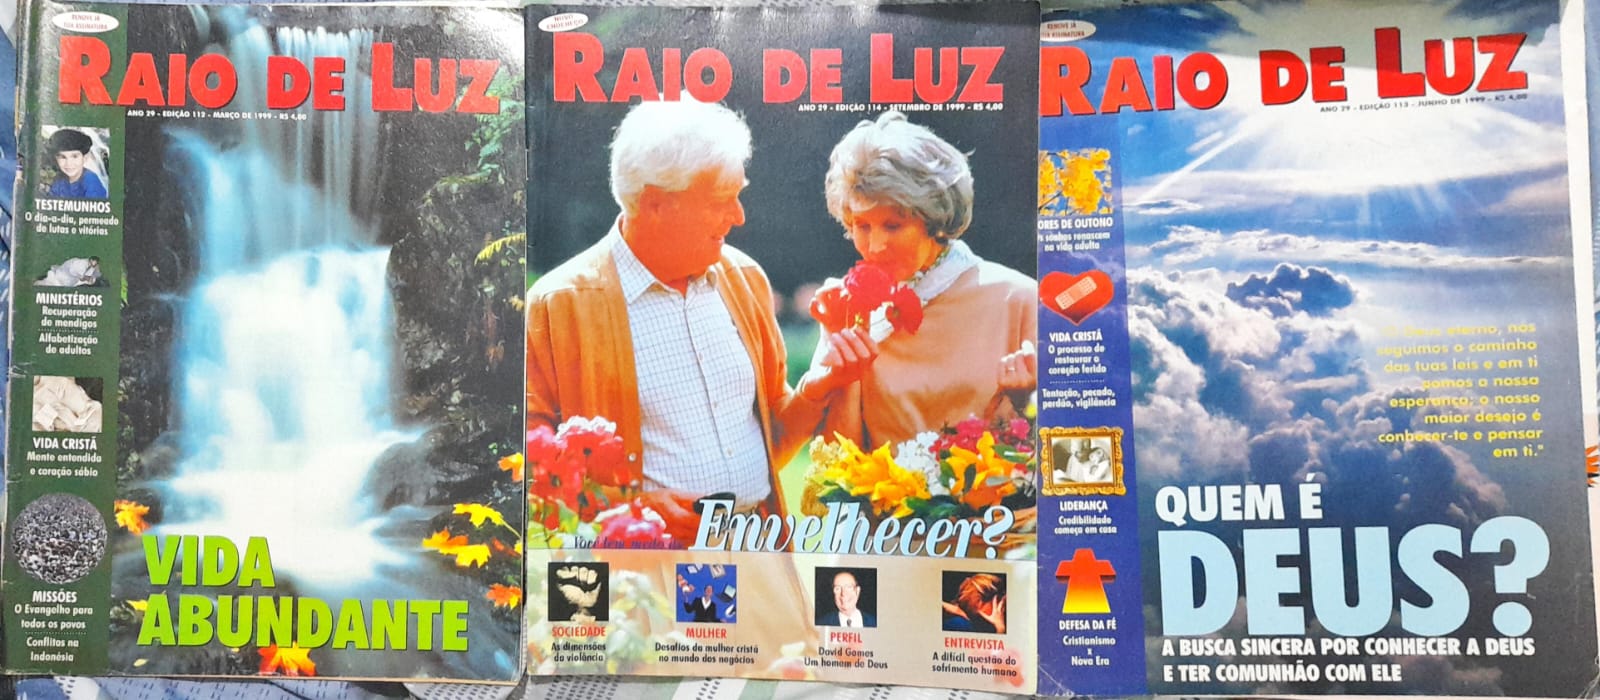 RENOVE JÁ
SUA ASSINATURA
RAIO DE LUZ
ANO 29 - EDIÇÃO 112 - MARÇO DE 1999 - R$ 4,00
TESTEMUNHOS
O dia-a-dia, permeado
de lutas e vitórias
MINISTÉRIOS
Recuperação
de mendigos
Alfabetização
de adultos
VIDA CRISTÃ
Mente entendida
e coração sábio
MISSÕES
O Evangelho para
todos os povos
Conflitos na
Indonésia
VIDA
ABUNDANTE
NOVO
ENDEREÇO
RAIO DE LUZ
ANO 29 - EDIÇÃO 114 - SETEMBRO DE 1999 - R$ 4,00
Você tem medo de Envelhecer?
SOCIEDADE
As dimensões
da violência
MULHER
Desafios da mulher cristã
no mundo dos negócios
PERFIL
David Gomes
Um homem de Deus
ENTREVISTA
A difícil questão do
sofrimento humano
RENOVE JÁ
SUA ASSINATURA
RAIO DE LUZ
ANO 29 - EDIÇÃO 113 - JUNHO DE 1999 - R$ 4,00
ORES DE OUTONO
s sonhos renascem
na vida adulta
VIDA CRISTÃ
O processo de
restaurar o
coração ferido
Tentação, pecado,
perdão, vigilância
LIDERANÇA
Credibilidade
começa em casa
DEFESA DA FÉ
Cristianismo
x
Nova Era
Deus eterno, nós
seguimos o caminho
das tuas leis e em ti
pomos a nossa
esperança; o nosso
maior desejo é
conhecer-te e pensar
em ti."
QUEM É
DEUS?
A BUSCA SINCERA POR CONHECER A DEUS
E TER COMUNHÃO COM ELE